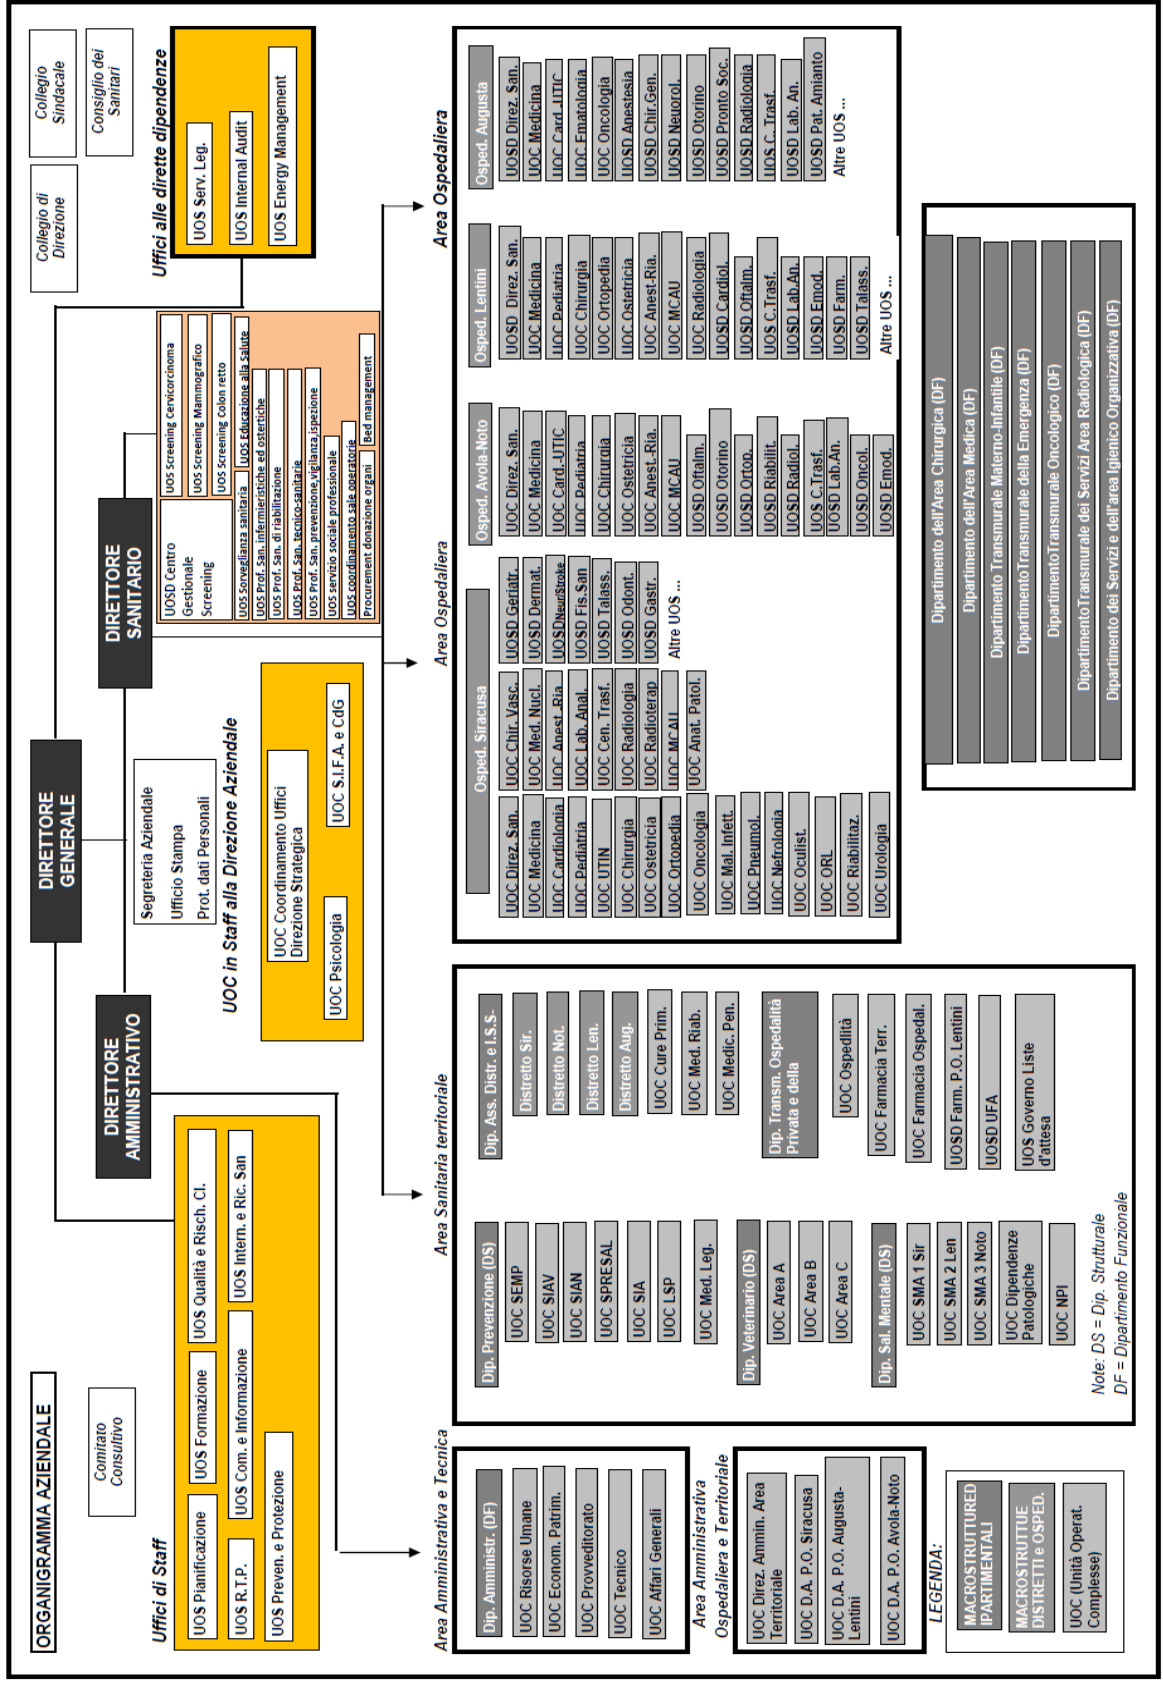 ORGANIGRAMMA AZIENDALE
Comitato
Consultivo
DIRETTORE
GENERALE
Collegio di
Direzione
Collegio
Sindacale
Consiglio dei
Sanitari
DIRETTORE
AMMINISTRATIVO
DIRETTORE
SANITARIO
Segreteria Aziendale
Ufficio Stampa
Prot. dati Personali
Uffici di Staff
UOS Pianificazione
UOS Formazione
UOS Qualità e Risch. Cl.
UOS R.T.P.
UOS Com. e Informazione
UOS Intern. e Ric. San
UOS Preven. e Protezione
UOC in Staff alla Direzione Aziendale
UOC Coordinamento Uffici
Direzione Strategica
UOC Psicologia
UOC S.I.F.A. e CdG
UOSD Centro
Gestionale
Screening
UOS Screening Cervicorcinoma
UOS Screening Mammografico
UOS Screening Colon retto
UOS Sorveglianza sanitaria
UOS Educazione alla Salute
UOS Prof. San. infermieristiche ed ostertiche
UOS Prof. San. di riabilitazione
UOS Prof. San. tecnico-sanitarie
UOS Prof. San. prevenzione,vigilanza,ispezione
UOS servizio sociale professionale
UOS coordinamento sale operatorie
Procurement donazione organi
Bed management
Uffici alle dirette dipendenze
UOS Serv. Leg.
UOS Internal Audit
UOS Energy Management
Area Amministrativa e Tecnica
Dip. Amministr. (DF)
UOC Risorse Umane
UOC Econom. Patrim.
UOC Provveditorato
UOC Tecnico
UOC Affari Generali
Area Amministrativa
Ospedaliera e Territoriale
UOC Direz. Ammin. Area
Territoriale
UOC D.A. P.O. Siracusa
UOC D.A. P.O. Augusta-
Lentini
UOC D.A. P.O. Avola-Noto
LEGENDA:
MACROSTRUTTURED
IPARTIMENTALI
MACROSTRUTTUE
DISTRETTI e OSPED.
UOC (Unità Operat.
Complesse)
Area Sanitaria territoriale
Dip. Prevenzione (DS)
UOC SEMP
UOC SIAV
UOC SIAN
UOC SPRESAL
UOC SIA
UOC LSP
UOC Med. Leg.
Dip. Veterinario (DS)
UOC Area A
UOC Area B
UOC Area C
Dip. Sal. Mentale (DS)
UOC SMA 1 Sir
UOC SMA 2 Len
UOC SMA 3 Noto
UOC Dipendenze
Patologiche
UOC NPI
Note: DS = Dip. Strutturale
DF = Dipartimento Funzionale
Dip. Ass. Distr. e I.S.S-
Distretto Sir.
Distretto Not.
Distretto Len.
Distretto Aug.
UOC Cure Prim.
UOC Med. Riab.
UOC Medic. Pen.
Dip. Transm. Ospedalità
Privata e della
UOC Ospedlità
UOC Farmacia Terr.
UOC Farmacia Ospedal.
UOSD Farm. P.O. Lentini
UOSD UFA
UOS Governo Liste
d'attesa
Area Ospedaliera
Osped. Siracusa
UOC Direz. San.
UOC Medicina
UOC Cardiologia
UOC Pediatria
UOC UTIN
UOC Chirurgia
UOC Ostetricia
UOC Ortopedia
UOC Oncologia
UOC Mal. Infett.
UOC Pneumol.
UOC Nefrologia
UOC Oculist.
UOC ORL
UOC Riabilitaz.
UOC Urologia
UOC Chir. Vasc.
UOC Med. Nucl.
UOC Anest.-Ria
UOC Lab. Anal.
UOC Cen. Trasf.
UOC Radiologia
UOC Radioterap
UOC MCAU
UOC Anat. Patol.
UOSD Geriatr.
UOSD Dermat.
UOSD Neur/Stroke
UOSD Fis.San
UOSD Talass.
UOSD Odont.
UOSD Gastr.
Altre UOS ...
Osped. Avola-Noto
UOC Direz. San.
UOC Medicina
UOC Card.-UTIC
UOC Pediatria
UOC Chirurgia
UOC Ostetricia
UOC Anest.-Ria.
UOC MCAU
UOSD Oftalm.
UOSD Otorino
UOSD Ortop.
UOSD Riabilit.
UOSD Radiol.
UOS C.Trasf.
UOSD Lab.An.
UOSD Oncol.
UOSD Emod.
Area Ospedaliera
Osped. Lentini
UOSD Direz. San.
UOC Medicina
UOC Pediatria
UOC Chirurgia
UOC Ortopedia
UOC Ostetricia
UOC Anest-Ria.
UOC MCAU
UOC Radiologia
UOSD Cardiol.
UOSD Oftalm.
UOS C.Trasf.
UOSD Lab.An.
UOSD Emod.
UOSD Farm.
UOSD Talass.
Altre UOS ...
Osped. Augusta
UOSD Direz. San.
UOC Medicina
UOC Card.-UTIC
UOC Ematologia
UOC Oncologia
UOSD Anestesia
UOSD Chir.Gen.
UOSD Neuorol.
UOSD Otorino
UOSD Pronto Soc.
UOSD Radiologia
UOS C. Trasf.
UOSD Lab. An.
UOSD Pat. Amianto
Altre UOS ...
Dipartimento dell'Area Chirurgica (DF)
Dipartimento dell'Area Medica (DF)
Dipartimento Transmurale Materno-Infantile (DF)
DipartimentoTransmurale della Emergenza (DF)
DipartimentoTransmurale Oncologico (DF)
DipartimentoTransmurale dei Servizi Area Radiologica (DF)
Dipartimento dei Servizi e dell'area Igienico Organizzativa (DF)